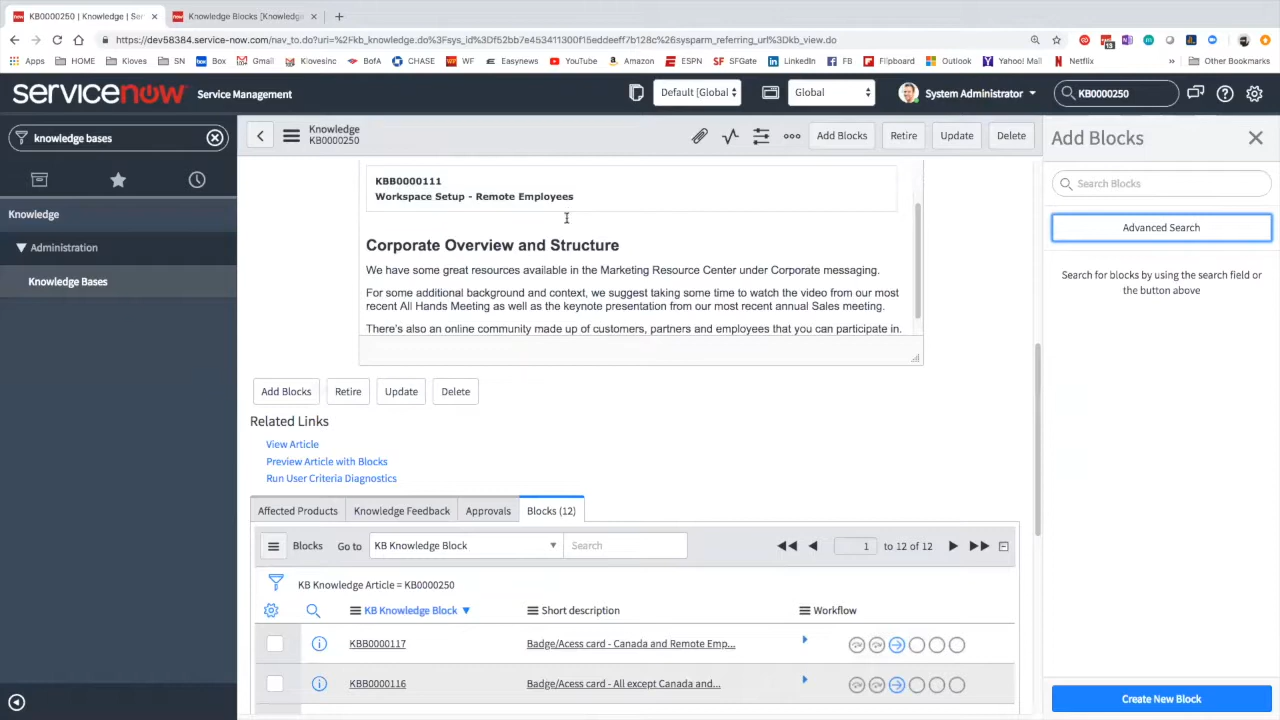 KB0000250 | Knowledge | Ser
Knowledge Blocks [Knowledge
https://dev58384.service-now.com/nav_to.do?uri=%2Fkb_knowledge.do%3Fsys_id%3Df52bb7e453411300f15eddeeff7b128c%26sysparm_referring_url%3Dkb_view.do
13
Apps HOME Kloves SN Box Gmail Klovesinc BofA CHASE WF Easynews YouTube Amazon ESPN SFGate LinkedIn FB Flipboard Outlook Yahoo! Mail Netflix » Other Bookmarks
servicenow Service Management
Default [Global
Global
System Administrator
KB0000250
knowledge bases
Knowledge
Administration
Knowledge Bases
Knowledge
KB0000250
Add Blocks Retire Update Delete
KBB0000111
Workspace Setup - Remote Employees
Corporate Overview and Structure
We have some great resources available in the Marketing Resource Center under Corporate messaging.
For some additional background and context, we suggest taking some time to watch the video from our most
recent All Hands Meeting as well as the keynote presentation from our most recent annual Sales meeting.
There's also an online community made up of customers, partners and employees that you can participate in.
Add Blocks Retire Update Delete
Related Links
View Article
Preview Article with Blocks
Run User Criteria Diagnostics
Affected Products Knowledge Feedback Approvals Blocks (12)
Blocks Go to KB Knowledge Block Search 1 to 12 of 12
KB Knowledge Article = KB0000250
KB Knowledge Block Short description Workflow
KBB0000117 Badge/Acess card - Canada and Remote Emp...
KBB0000116 Badge/Acess card - All except Canada and...
Add Blocks
Search Blocks
Advanced Search
Search for blocks by using the search field or
the button above
Create New Block